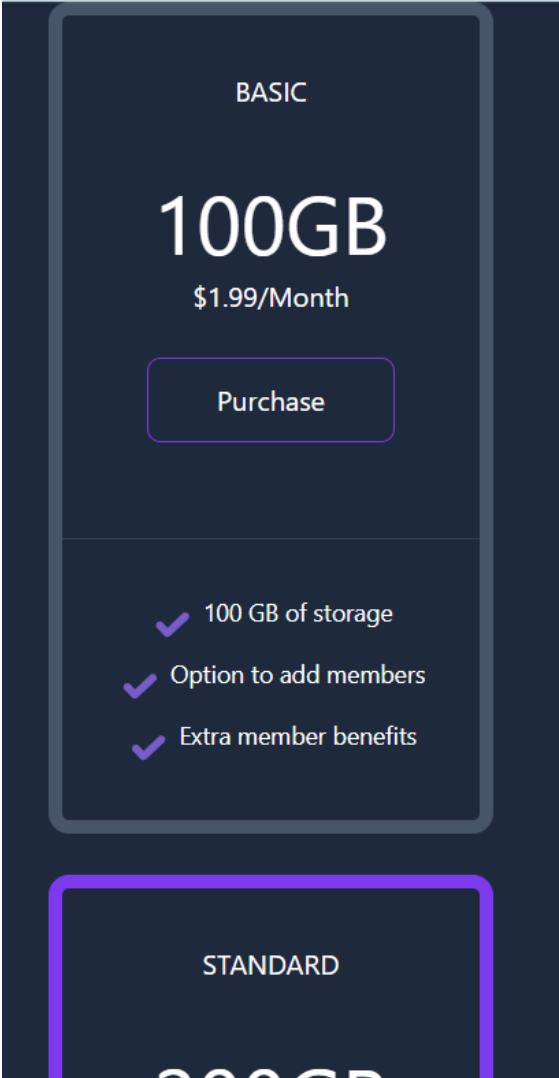 BASIC
100GB
$1.99/Month
Purchase
100 GB of storage
Option to add members
Extra member benefits
STANDARD